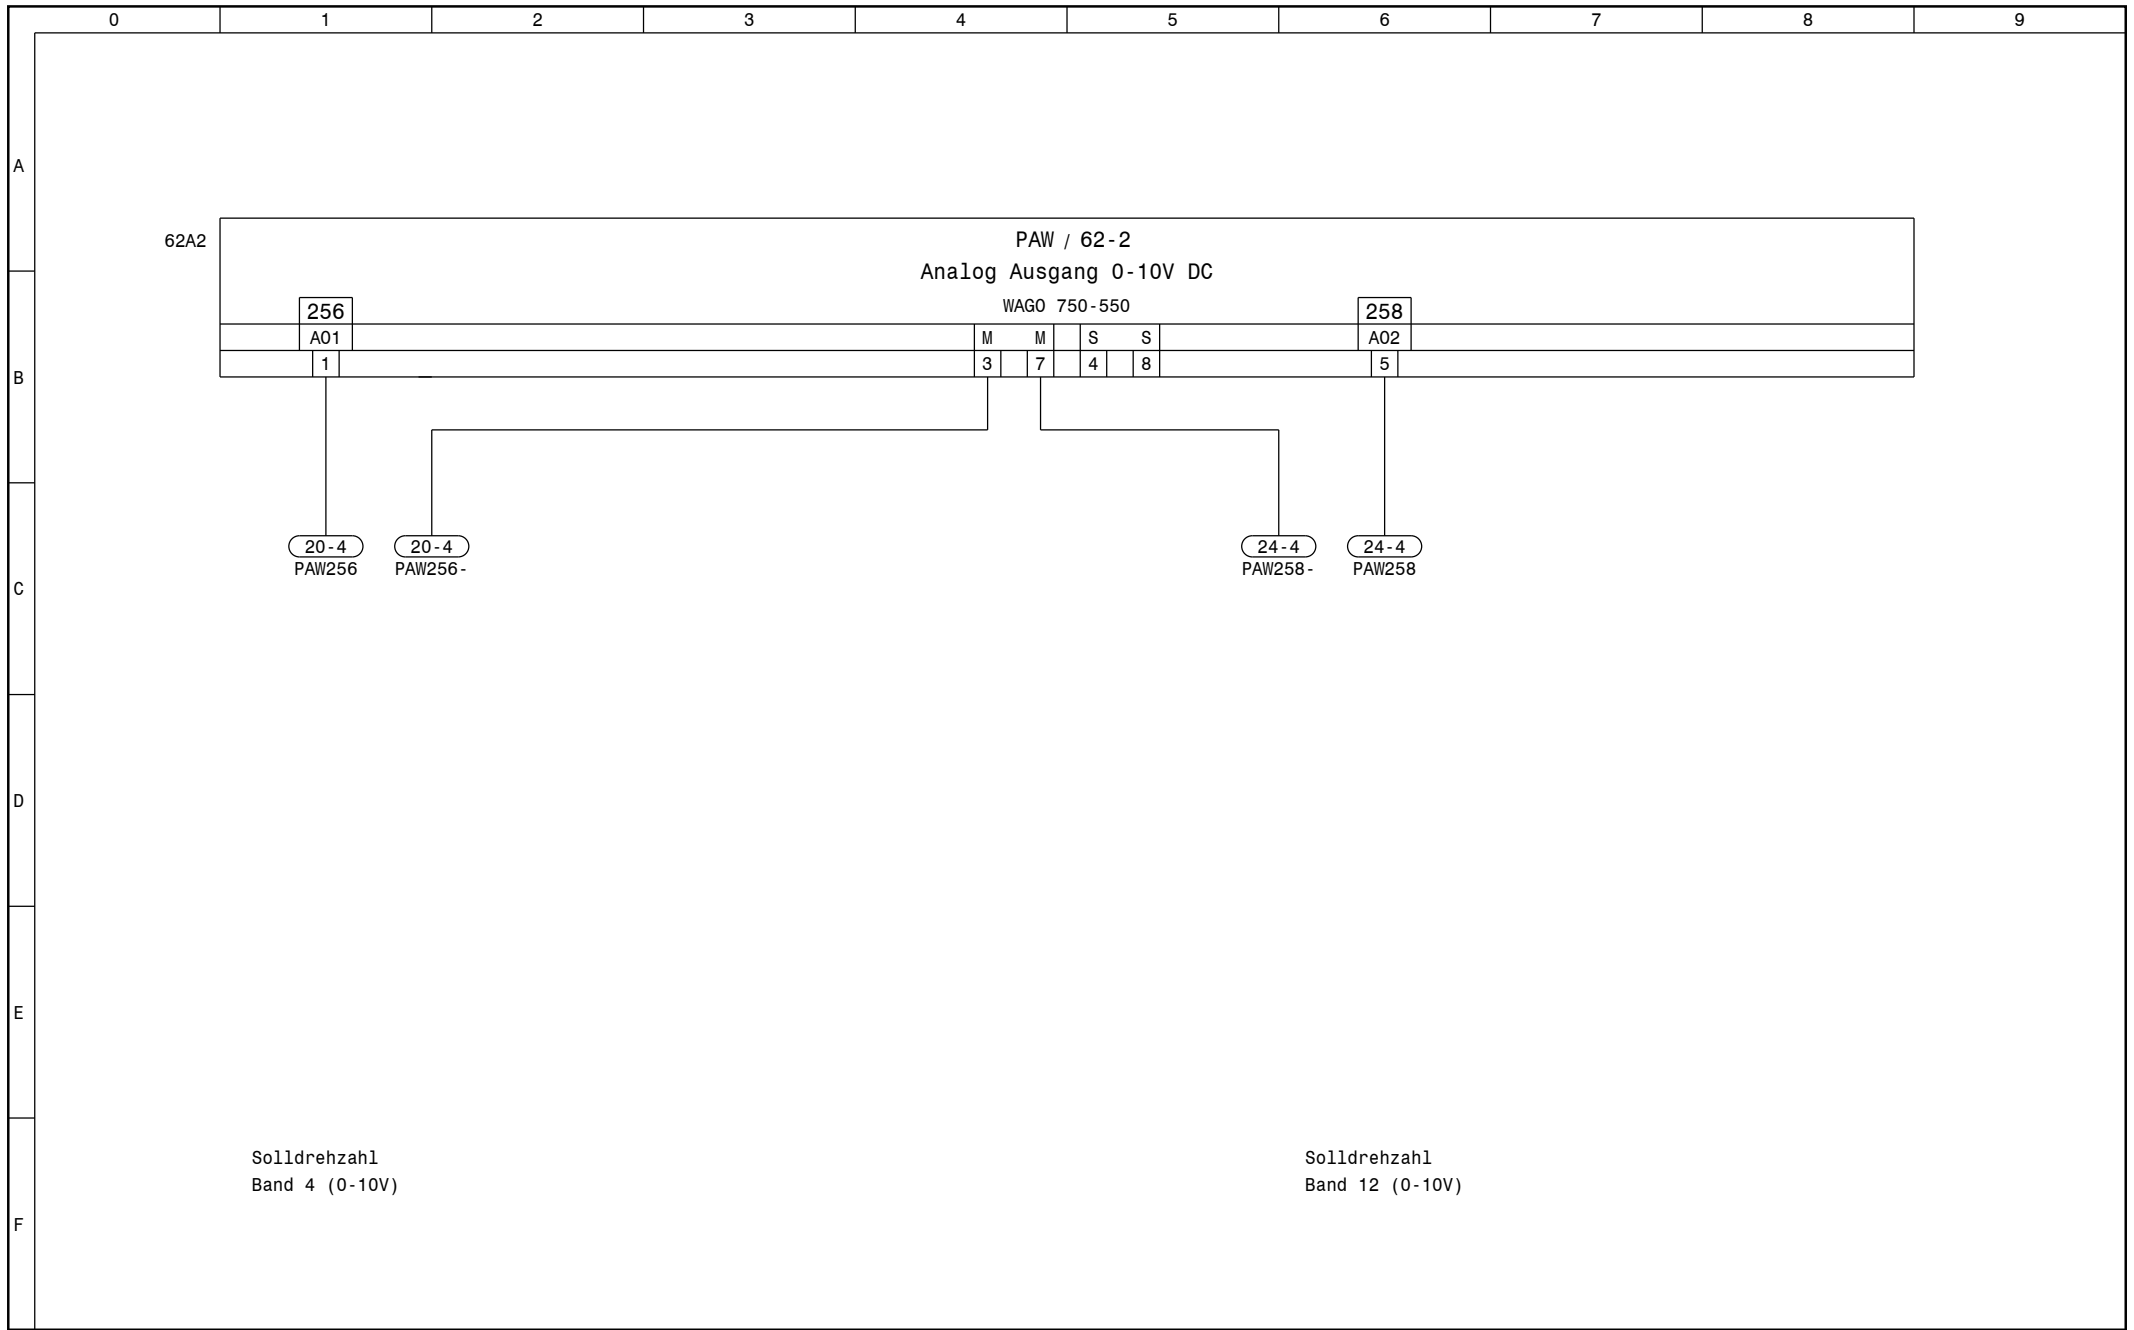 0 1 2 3 4 5 6 7 8 9
A
62A2 PAW / 62-2
Analog Ausgang 0-10V DC
WAGO 750-550
256 258
A01 M M S S A02
1 3 7 4 8 5
B
20-4 20-4 24-4 24-4
PAW256 PAW256- PAW258- PAW258
C
D
E
Solldrehzahl
Band 4 (0-10V)
Solldrehzahl
Band 12 (0-10V)
F